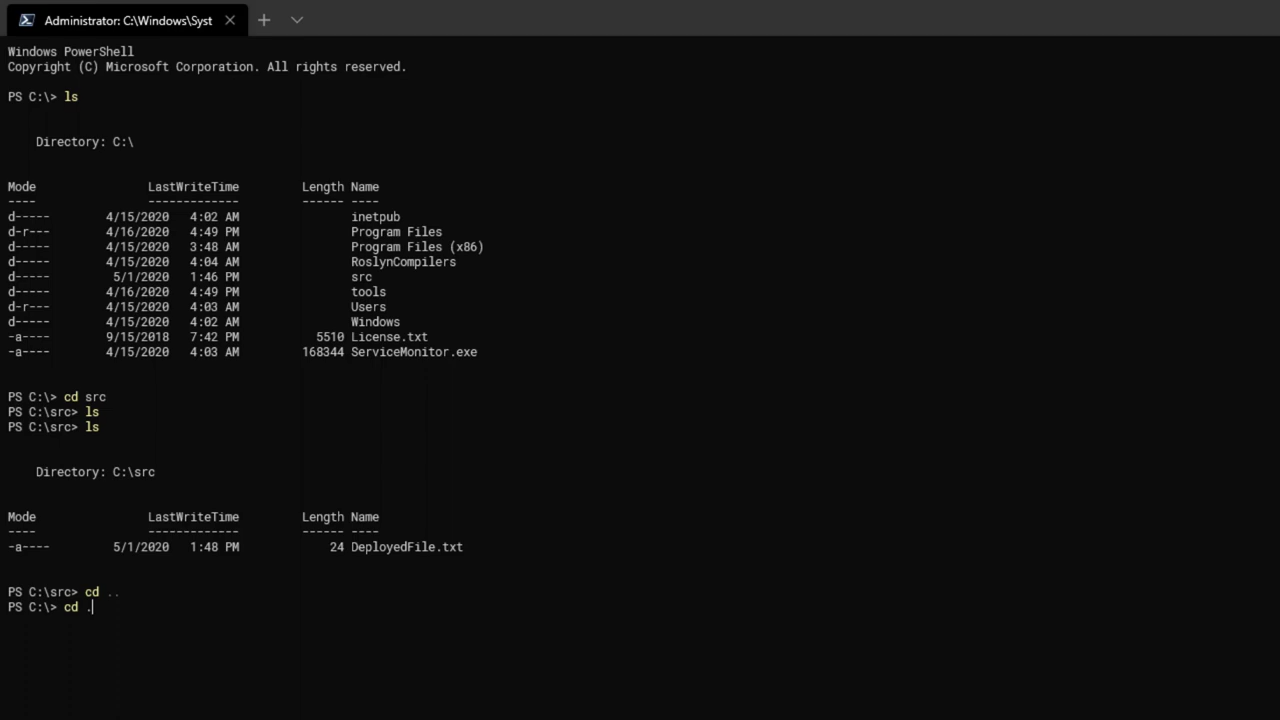 Administrator: C:\Windows\Syst
Windows PowerShell
Copyright (C) Microsoft Corporation. All rights reserved.
PS C:\> ls
Directory: C:\
Mode LastWriteTime Length Name
---- ------------- ------ ----
d----- 4/15/2020 4:02 AM inetpub
d-r--- 4/16/2020 4:49 PM Program Files
d----- 4/15/2020 3:48 AM Program Files (x86)
d----- 4/15/2020 4:04 AM RoslynCompilers
d----- 5/1/2020 1:46 PM src
d----- 4/16/2020 4:49 PM tools
d-r--- 4/15/2020 4:03 AM Users
d----- 4/15/2020 4:02 AM Windows
-a---- 9/15/2018 7:42 PM 5510 License.txt
-a---- 4/15/2020 4:03 AM 168344 ServiceMonitor.exe
PS C:\> cd src
PS C:\src> ls
PS C:\src> ls
Directory: C:\src
Mode LastWriteTime Length Name
---- ------------- ------ ----
-a---- 5/1/2020 1:48 PM 24 DeployedFile.txt
PS C:\src> cd ..
PS C:\> cd .